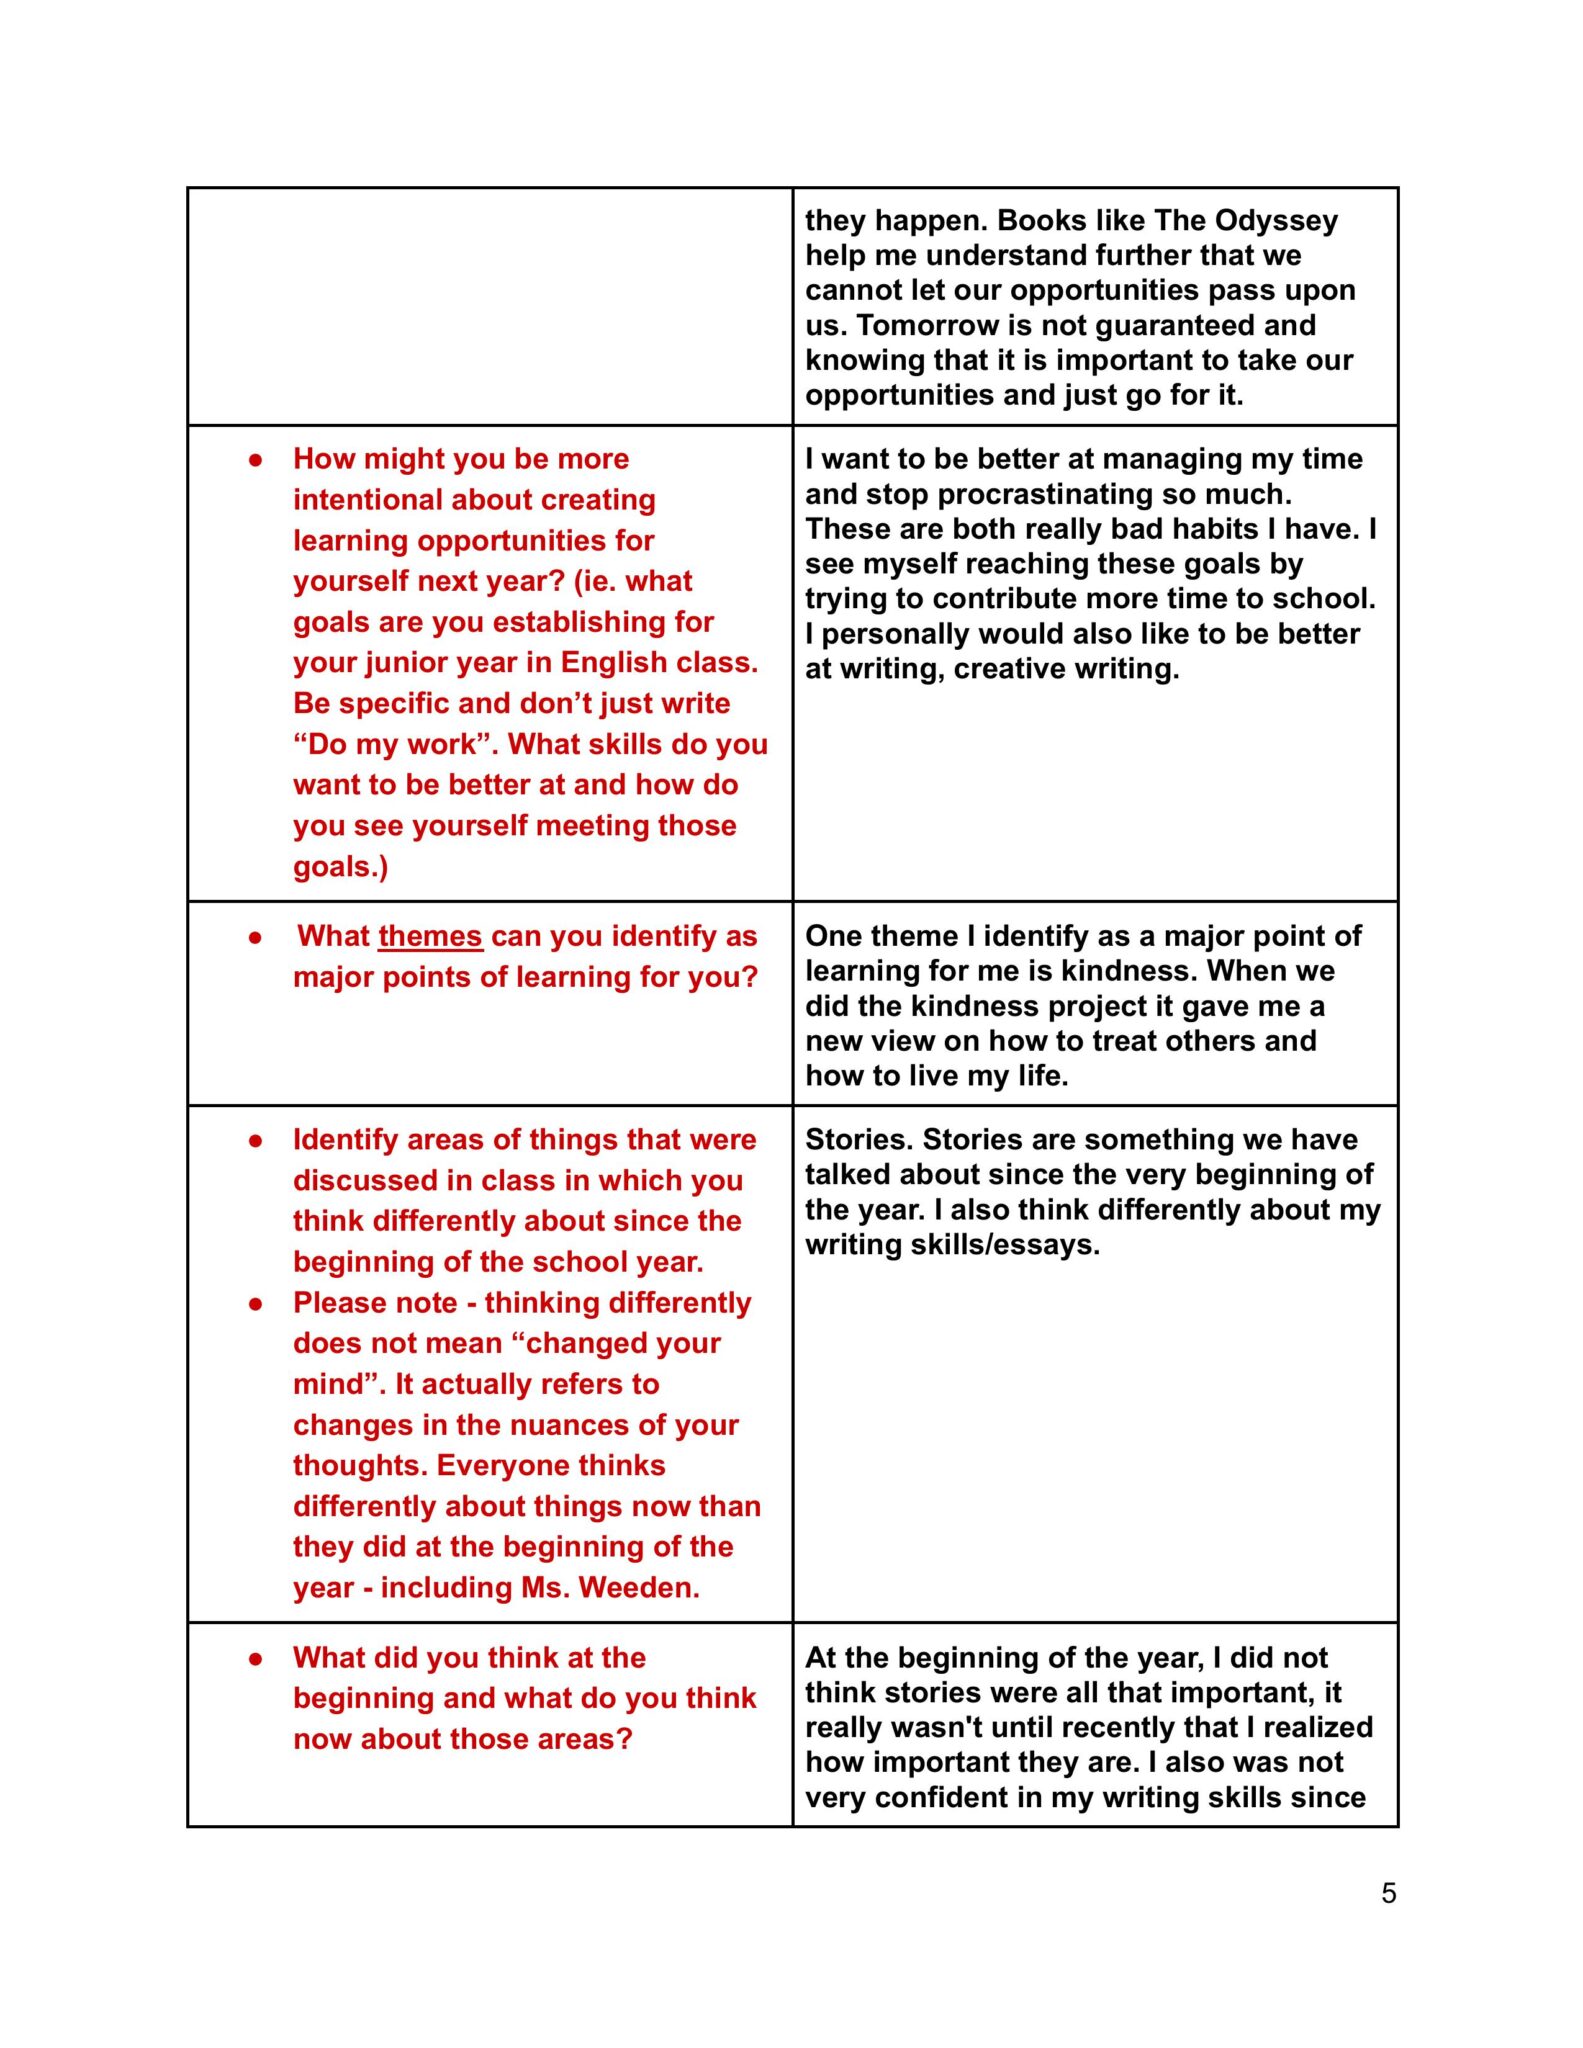 they happen. Books like The Odyssey
help me understand further that we
cannot let our opportunities pass upon
us. Tomorrow is not guaranteed and
knowing that it is important to take our
opportunities and just go for it.
● How might you be more
intentional about creating
learning opportunities for
yourself next year? (ie. what
goals are you establishing for
your junior year in English class.
Be specific and don’t just write
“Do my work”. What skills do you
want to be better at and how do
you see yourself meeting those
goals.)
I want to be better at managing my time
and stop procrastinating so much.
These are both really bad habits I have. I
see myself reaching these goals by
trying to contribute more time to school.
I personally would also like to be better
at writing, creative writing.
● What themes can you identify as
major points of learning for you?
One theme I identify as a major point of
learning for me is kindness. When we
did the kindness project it gave me a
new view on how to treat others and
how to live my life.
● Identify areas of things that were
discussed in class in which you
think differently about since the
beginning of the school year.
● Please note - thinking differently
does not mean “changed your
mind”. It actually refers to
changes in the nuances of your
thoughts. Everyone thinks
differently about things now than
they did at the beginning of the
year - including Ms. Weeden.
Stories. Stories are something we have
talked about since the very beginning of
the year. I also think differently about my
writing skills/essays.
● What did you think at the
beginning and what do you think
now about those areas?
At the beginning of the year, I did not
think stories were all that important, it
really wasn't until recently that I realized
how important they are. I also was not
very confident in my writing skills since
5